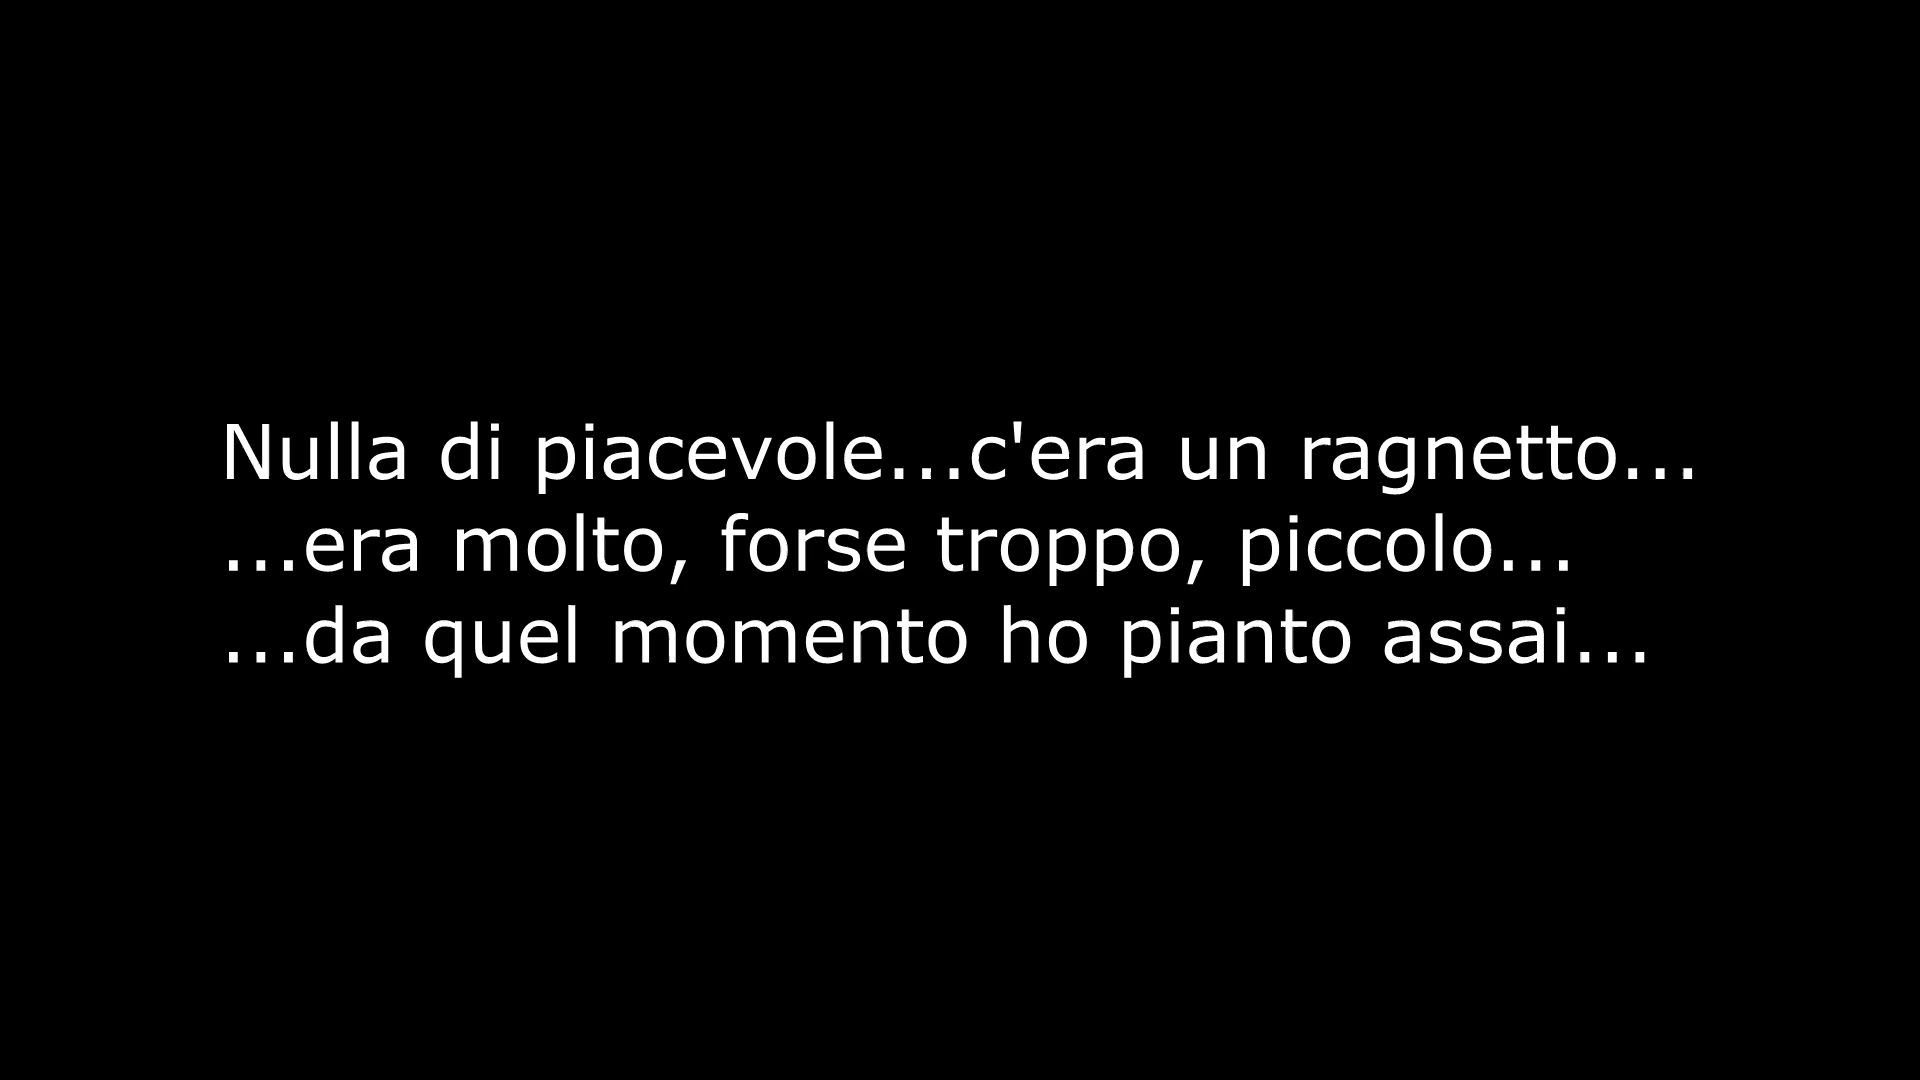 Nulla di piacevole...c'era un ragnetto...
...era molto, forse troppo, piccolo...
...da quel momento ho pianto assai...